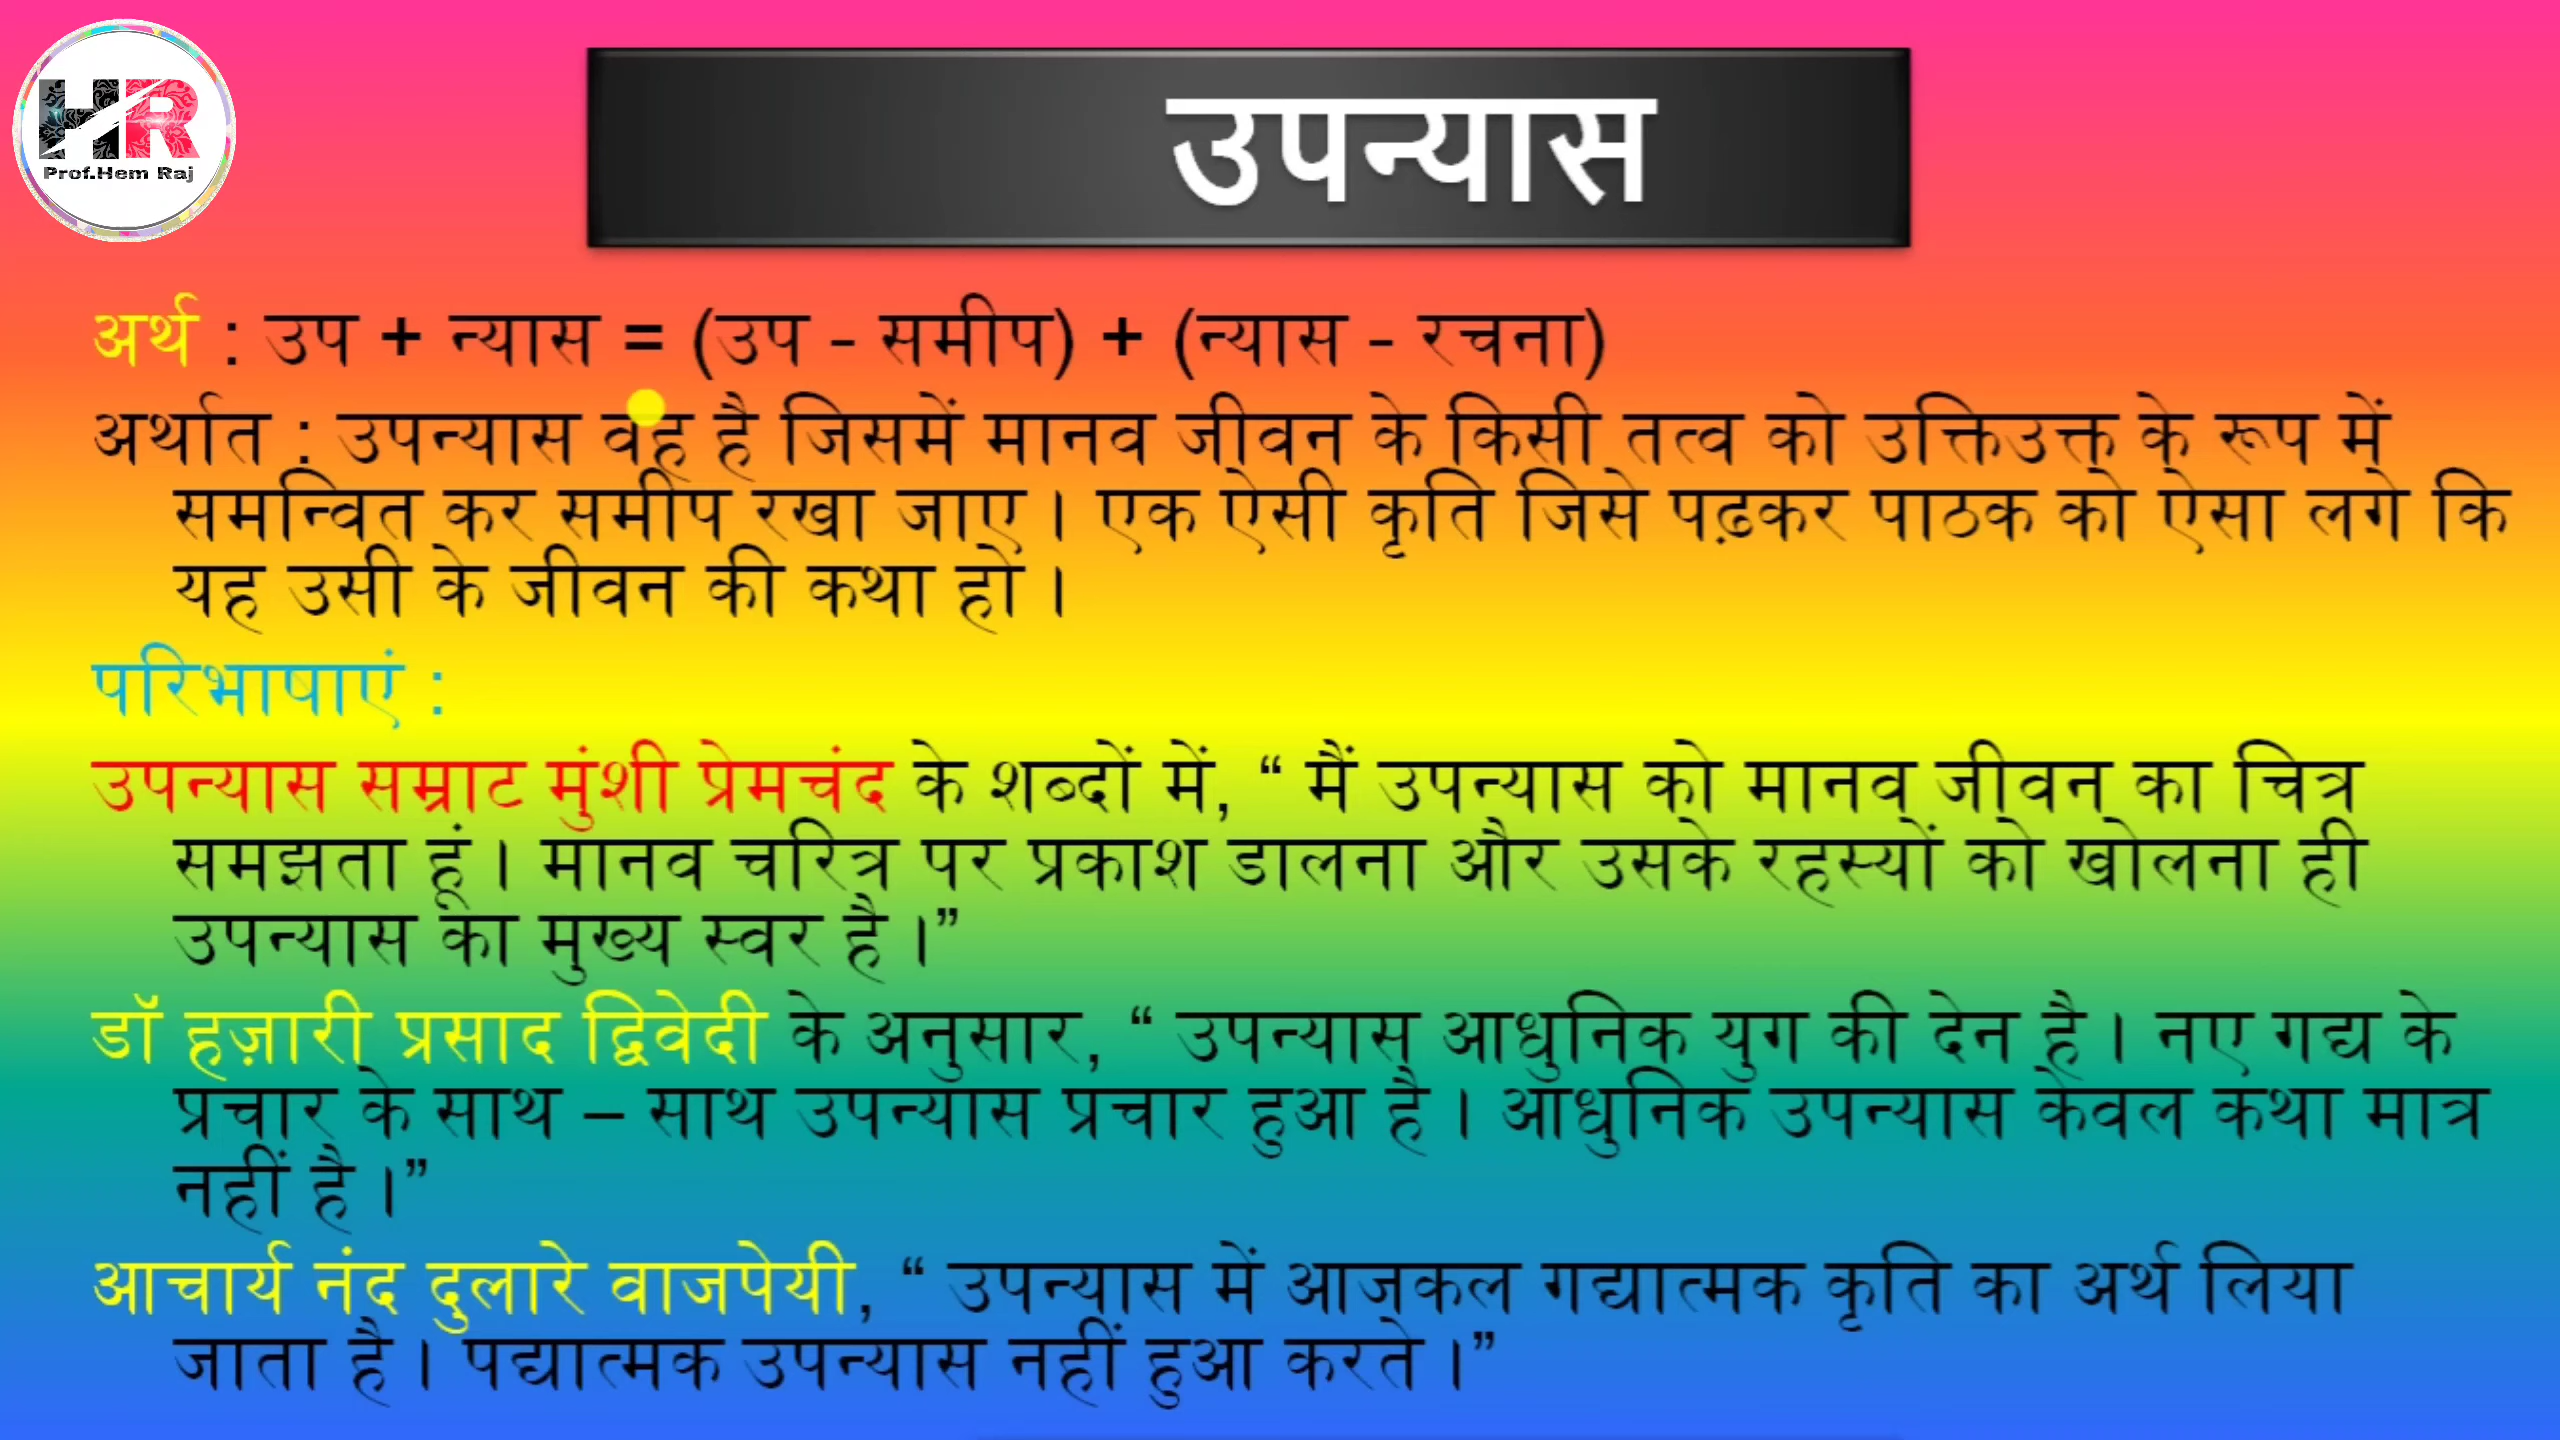 HR
Prof.Hem Raj
उपन्यास
अर्थ : उप + न्यास = (उप - समीप) + (न्यास - रचना)
अर्थात : उपन्यास वह है जिसमें मानव जीवन के किसी तत्व को उक्तिउक्त के रूप में
समन्वित कर समीप रखा जाए । एक ऐसी कृति जिसे पढ़कर पाठक को ऐसा लगे कि
यह उसी के जीवन की कथा हो ।
परिभाषाएं :
उपन्यास सम्राट मुंशी प्रेमचंद के शब्दों में, “ मैं उपन्यास को मानव जीवन का चित्र
समझता हूं । मानव चरित्र पर प्रकाश डालना और उसके रहस्यों को खोलना ही
उपन्यास का मुख्य स्वर है ।”
डॉ हज़ारी प्रसाद द्विवेदी के अनुसार, “ उपन्यास आधुनिक युग की देन है । नए गद्य के
प्रचार के साथ – साथ उपन्यास प्रचार हुआ है । आधुनिक उपन्यास केवल कथा मात्र
नहीं है ।”
आचार्य नंद दुलारे वाजपेयी, “ उपन्यास में आजकल गद्यात्मक कृति का अर्थ लिया
जाता है । पद्यात्मक उपन्यास नहीं हुआ करते ।”